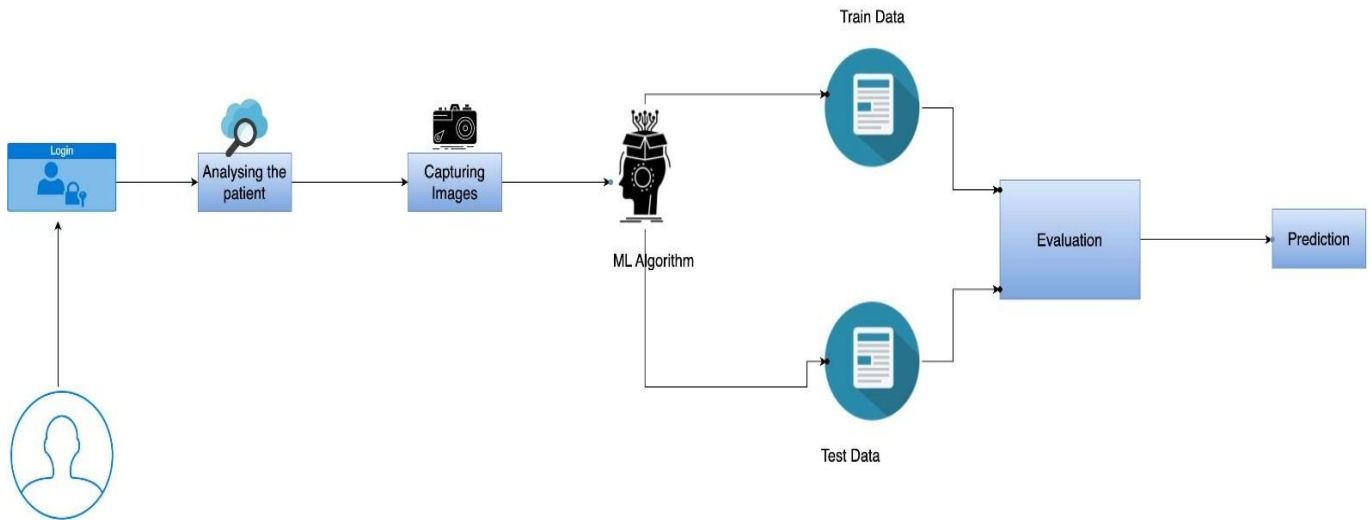 Train Data
Login
Analysing the
patient
Capturing
Images
ML Algorithm
Evaluation
Prediction
Test Data